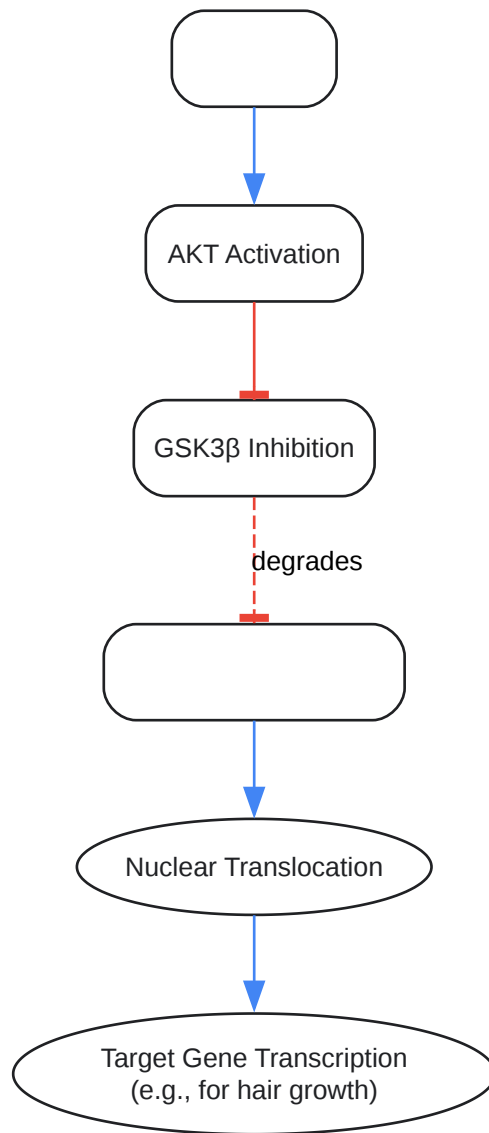 AKT Activation
GSK3β Inhibition
degrades
Nuclear Translocation
Target Gene Transcription
(e.g., for hair growth)